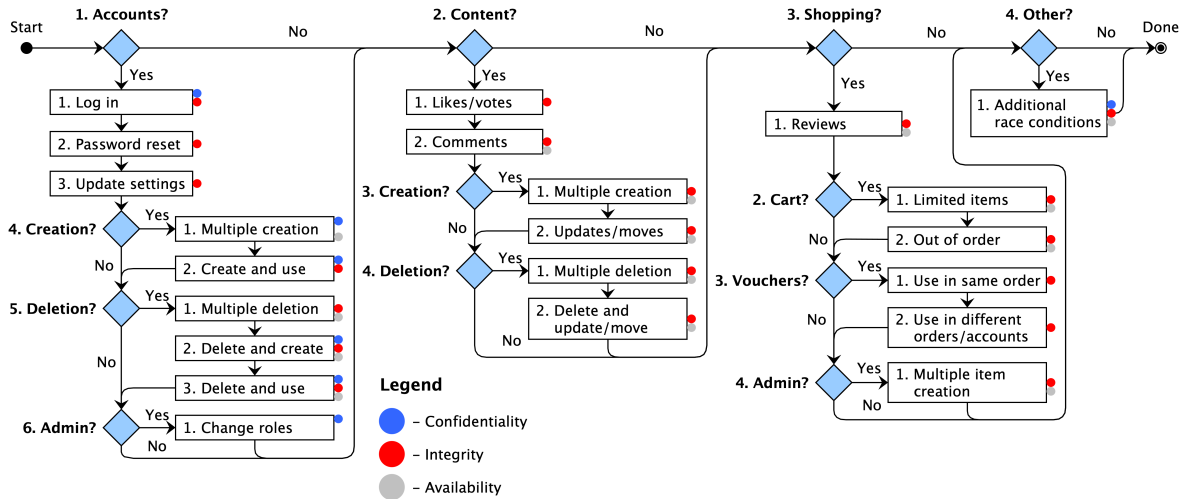 1. Accounts?
2. Content?
3. Shopping?
4. Other?
Start
No
No
No
No
Done
Yes
Yes
Yes
Yes
1. Log in
2. Password reset
3. Update settings
4. Creation?
Yes
1. Multiple creation
No
2. Create and use
5. Deletion?
Yes
1. Multiple deletion
No
2. Delete and create
3. Delete and use
6. Admin?
Yes
1. Change roles
No
1. Likes/votes
2. Comments
3. Creation?
Yes
1. Multiple creation
No
2. Updates/moves
4. Deletion?
Yes
1. Multiple deletion
2. Delete and
update/move
No
1. Reviews
2. Cart?
Yes
1. Limited items
No
2. Out of order
3. Vouchers?
Yes
1. Use in same order
No
2. Use in different
orders/accounts
4. Admin?
Yes
1. Multiple item
creation
No
1. Additional
race conditions
Legend
– Confidentiality
– Integrity
– Availability